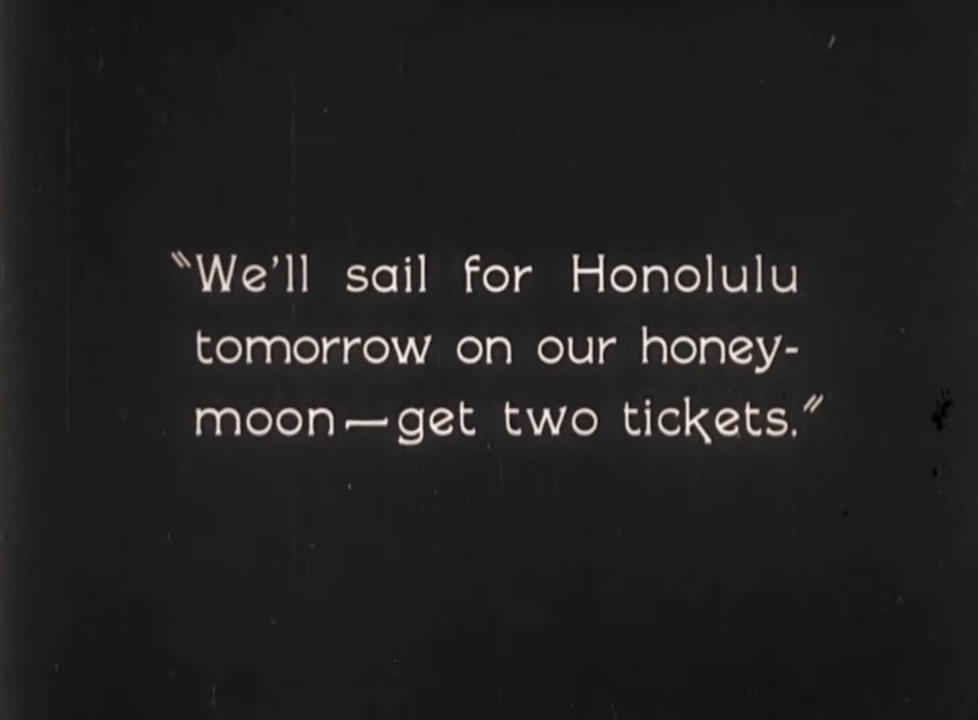 "We'll sail for Honolulu
tomorrow on our honey-
moon—get two tickets."